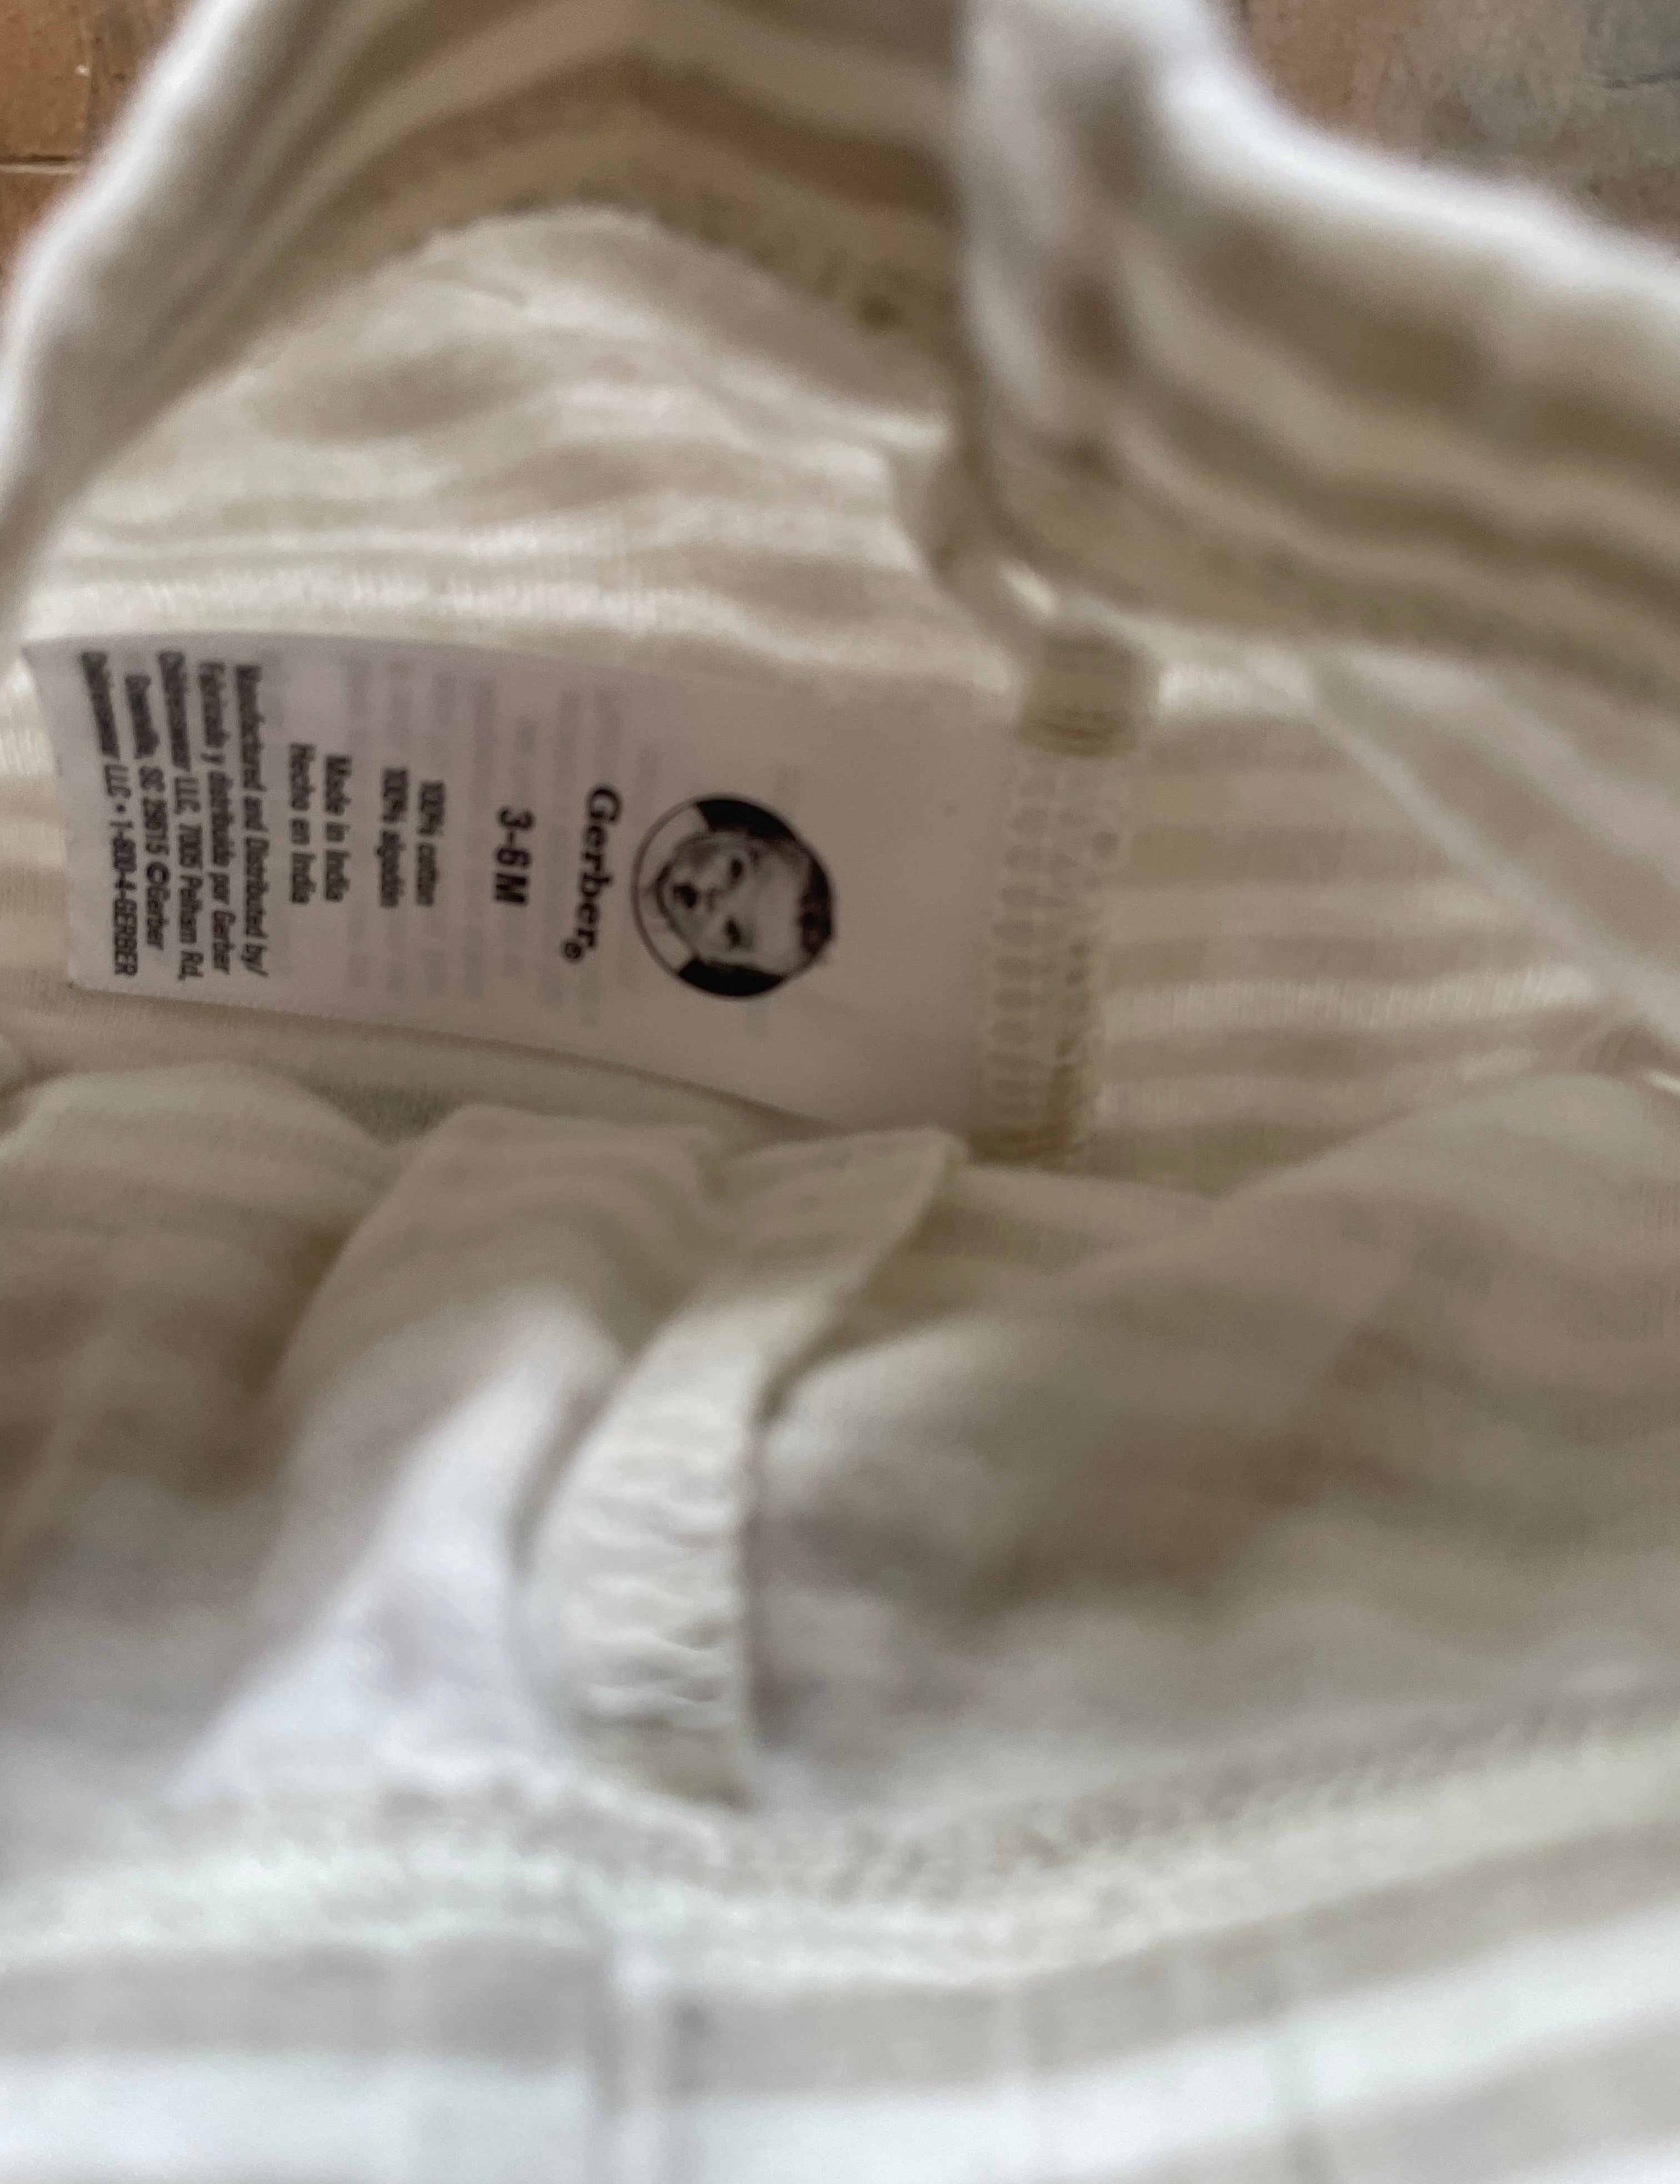 Gerber®
3-6 M
100% cotton
100% algodón
Made in India
Hecho en India
Manufactured and Distributed by/
Fabricado y distribuido por Gerber
Childrenswear LLC, 7005 Pelham Rd,
Greenville, SC 29615 ©Gerber
Childrenswear LLC • 1-800-4-GERBER